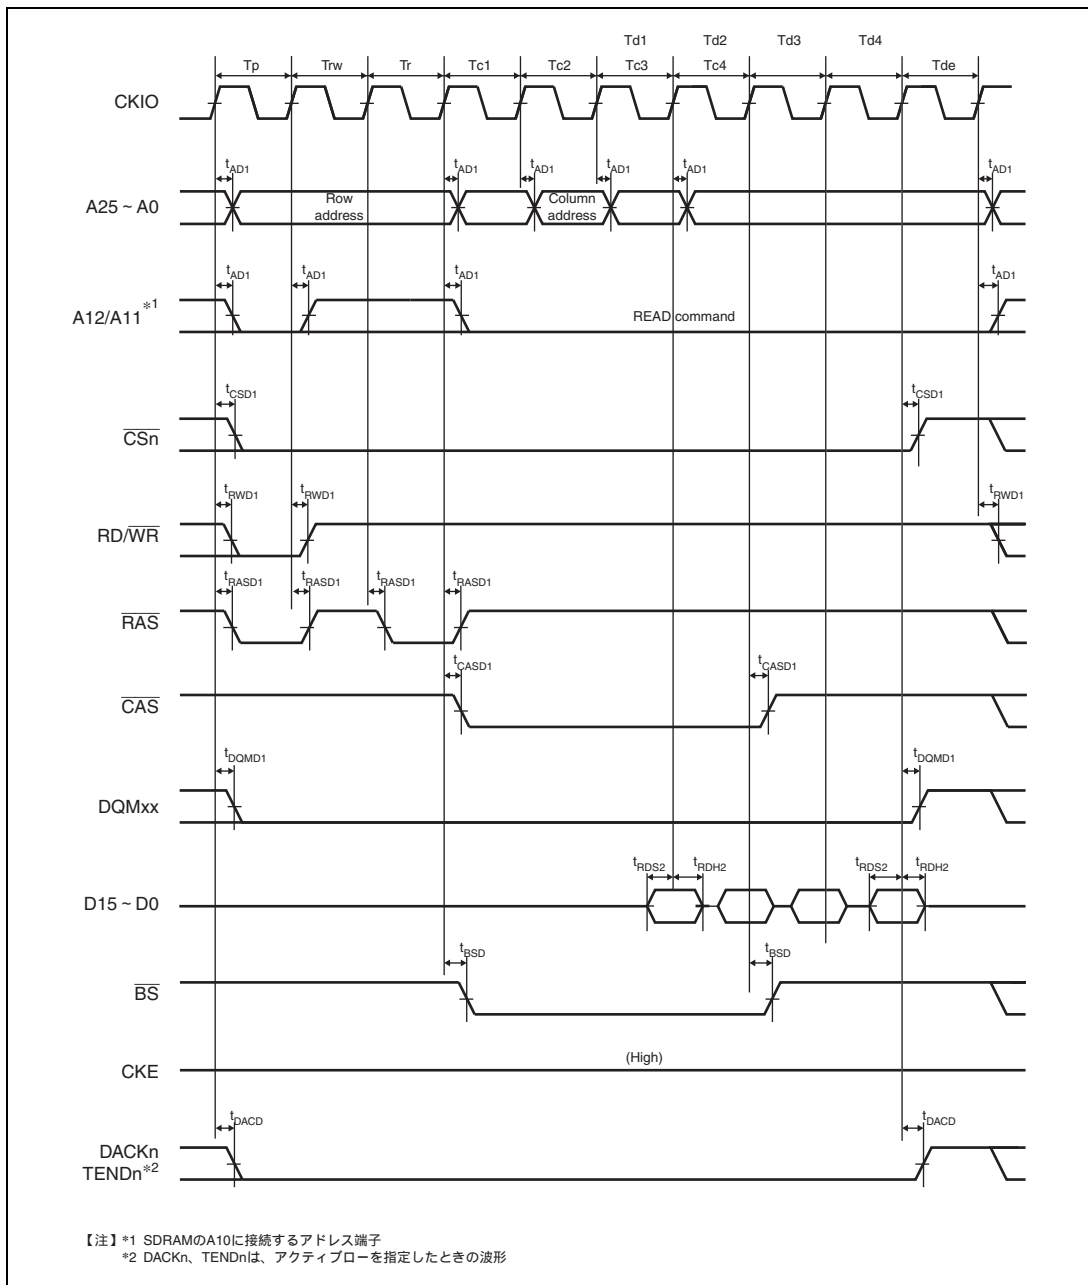 Td1 Td2 Td3 Td4
Tp Trw Tr Tc1 Tc2 Tc3 Tc4 Tde
CKIO
tAD1 tAD1 tAD1 tAD1 tAD1 tAD1
A25 ~ A0
Row address
Column address
tAD1 tAD1 tAD1 tAD1
A12/A11*1
READ command
tCSD1 tCSD1
CSn
tRWD1 tRWD1 tRWD1
RD/WR
tRASD1 tRASD1 tRASD1 tRASD1
RAS
tCASD1 tCASD1
CAS
tDQMD1 tDQMD1
DQMxx
tRDS2 tRDH2 tRDS2 tRDH2
D15 ~ D0
tBSD tBSD
BS
(High)
CKE
tDACD tDACD
DACKn
TENDn*2
【注】*1 SDRAMのA10に接続するアドレス端子
*2 DACKn、TENDnは、アクティブローを指定したときの波形